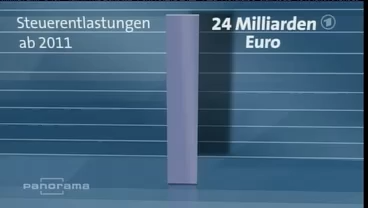 Steuerentlastungen
ab 2011
24 Milliarden
Euro
panorama